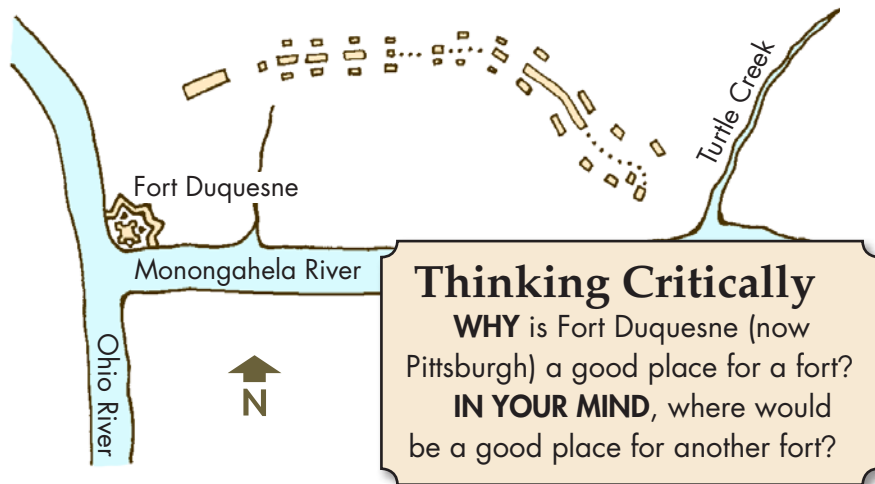 Turtle Creek
Fort Duquesne
Monongahela River
Ohio River
N
Thinking Critically
WHY is Fort Duquesne (now
Pittsburgh) a good place for a fort?
IN YOUR MIND, where would
be a good place for another fort?